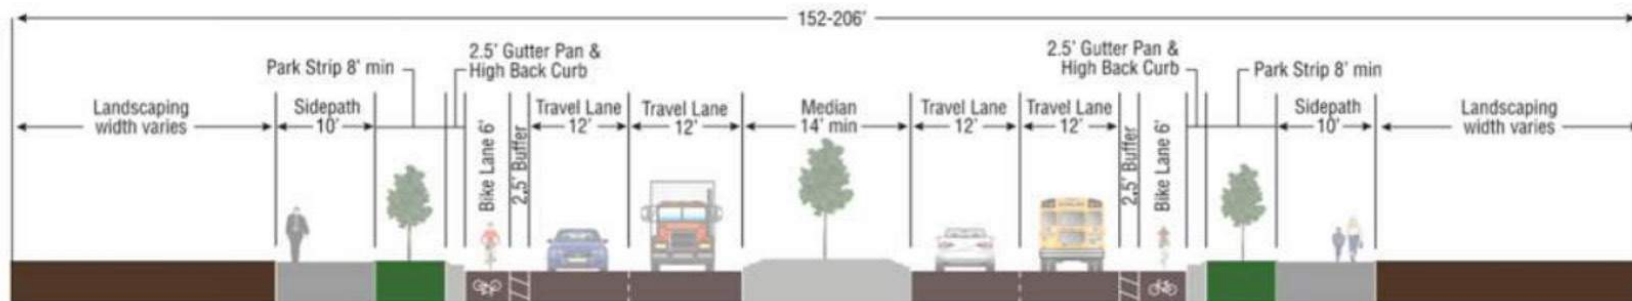 152-206'
2.5' Gutter Pan &
High Back Curb
Park Strip 8' min
2.5' Gutter Pan &
High Back Curb
Park Strip 8' min
Landscaping
width varies
Sidepath
10'
Bike Lane 6'
2.5' Buffer
Travel Lane
12'
Travel Lane
12'
Median
14' min
Travel Lane
12'
Travel Lane
12'
2.5' Buffer
Bike Lane 6'
Sidepath
10'
Landscaping
width varies